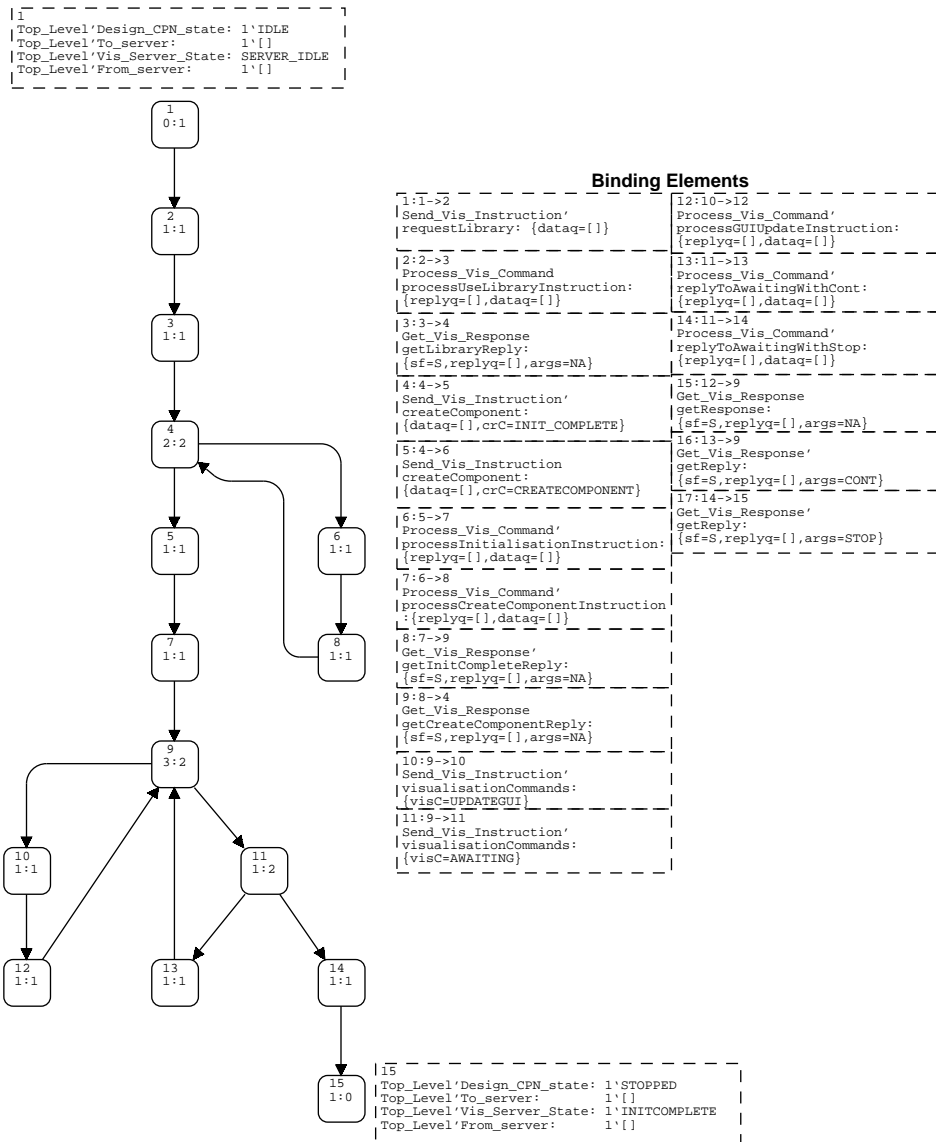 1
Top_Level'Design_CPN_state: 1`IDLE
Top_Level'To_server: 1`[]
Top_Level'Vis_Server_State: SERVER_IDLE
Top_Level'From_server: 1`[]
1
0:1
2
1:1
3
1:1
4
2:2
5
1:1
6
1:1
7
1:1
8
1:1
9
3:2
10
1:1
11
1:2
12
1:1
13
1:1
14
1:1
15
1:0
Binding Elements
1:1->2
Send_Vis_Instruction'
requestLibrary: {dataq=[]}
2:2->3
Process_Vis_Command
processUseLibraryInstruction:
{replyq=[],dataq=[]}
3:3->4
Get_Vis_Response
getLibraryReply:
{sf=S,replyq=[],args=NA}
4:4->5
Send_Vis_Instruction'
createComponent:
{dataq=[],crC=INIT_COMPLETE}
5:4->6
Send_Vis_Instruction
createComponent:
{dataq=[],crC=CREATECOMPONENT}
6:5->7
Process_Vis_Command'
processInitialisationInstruction:
{replyq=[],dataq=[]}
7:6->8
Process_Vis_Command'
processCreateComponentInstruction
:{replyq=[],dataq=[]}
8:7->9
Get_Vis_Response'
getInitCompleteReply:
{sf=S,replyq=[],args=NA}
9:8->4
Get_Vis_Response
getCreateComponentReply:
{sf=S,replyq=[],args=NA}
10:9->10
Send_Vis_Instruction'
visualisationCommands:
{visC=UPDATEGUI}
11:9->11
Send_Vis_Instruction'
visualisationCommands:
{visC=AWAITING}
12:10->12
Process_Vis_Command'
processGUIUpdateInstruction:
{replyq=[],dataq=[]}
13:11->13
Process_Vis_Command'
replyToAwaitingWithCont:
{replyq=[],dataq=[]}
14:11->14
Process_Vis_Command'
replyToAwaitingWithStop:
{replyq=[],dataq=[]}
15:12->9
Get_Vis_Response
getResponse:
{sf=S,replyq=[],args=NA}
16:13->9
Get_Vis_Response'
getReply:
{sf=S,replyq=[],args=CONT}
17:14->15
Get_Vis_Response'
getReply:
{sf=S,replyq=[],args=STOP}
15
Top_Level'Design_CPN_state: 1`STOPPED
Top_Level'To_server: 1`[]
Top_Level'Vis_Server_State: 1`INITCOMPLETE
Top_Level'From_server: 1`[]